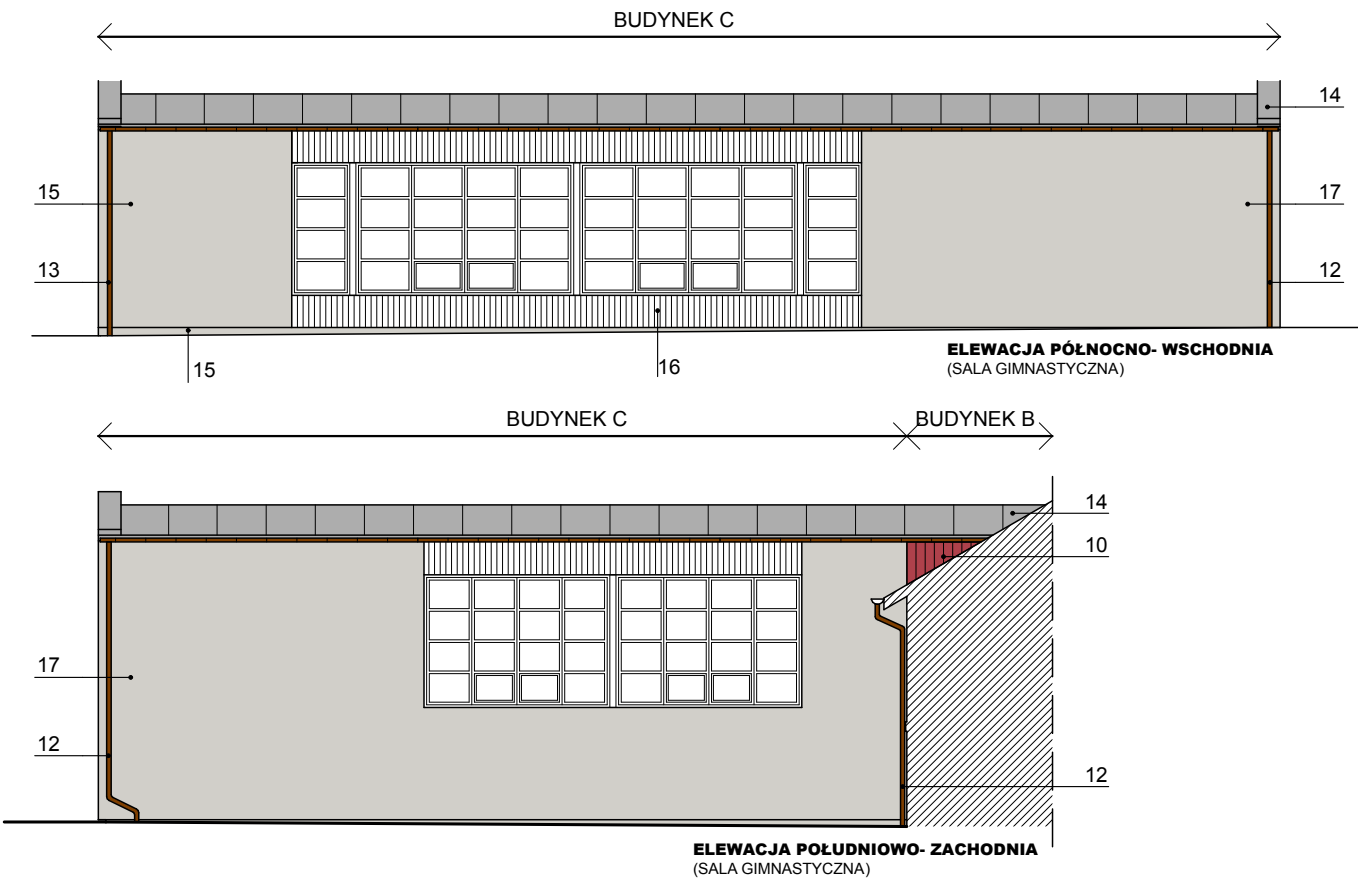 BUDYNEK C
14
15
17
13
12
15
16
ELEWACJA PÓŁNOCNO- WSCHODNIA
(SALA GIMNASTYCZNA)
BUDYNEK C
BUDYNEK B
14
10
17
12
12
ELEWACJA POŁUDNIOWO- ZACHODNIA
(SALA GIMNASTYCZNA)